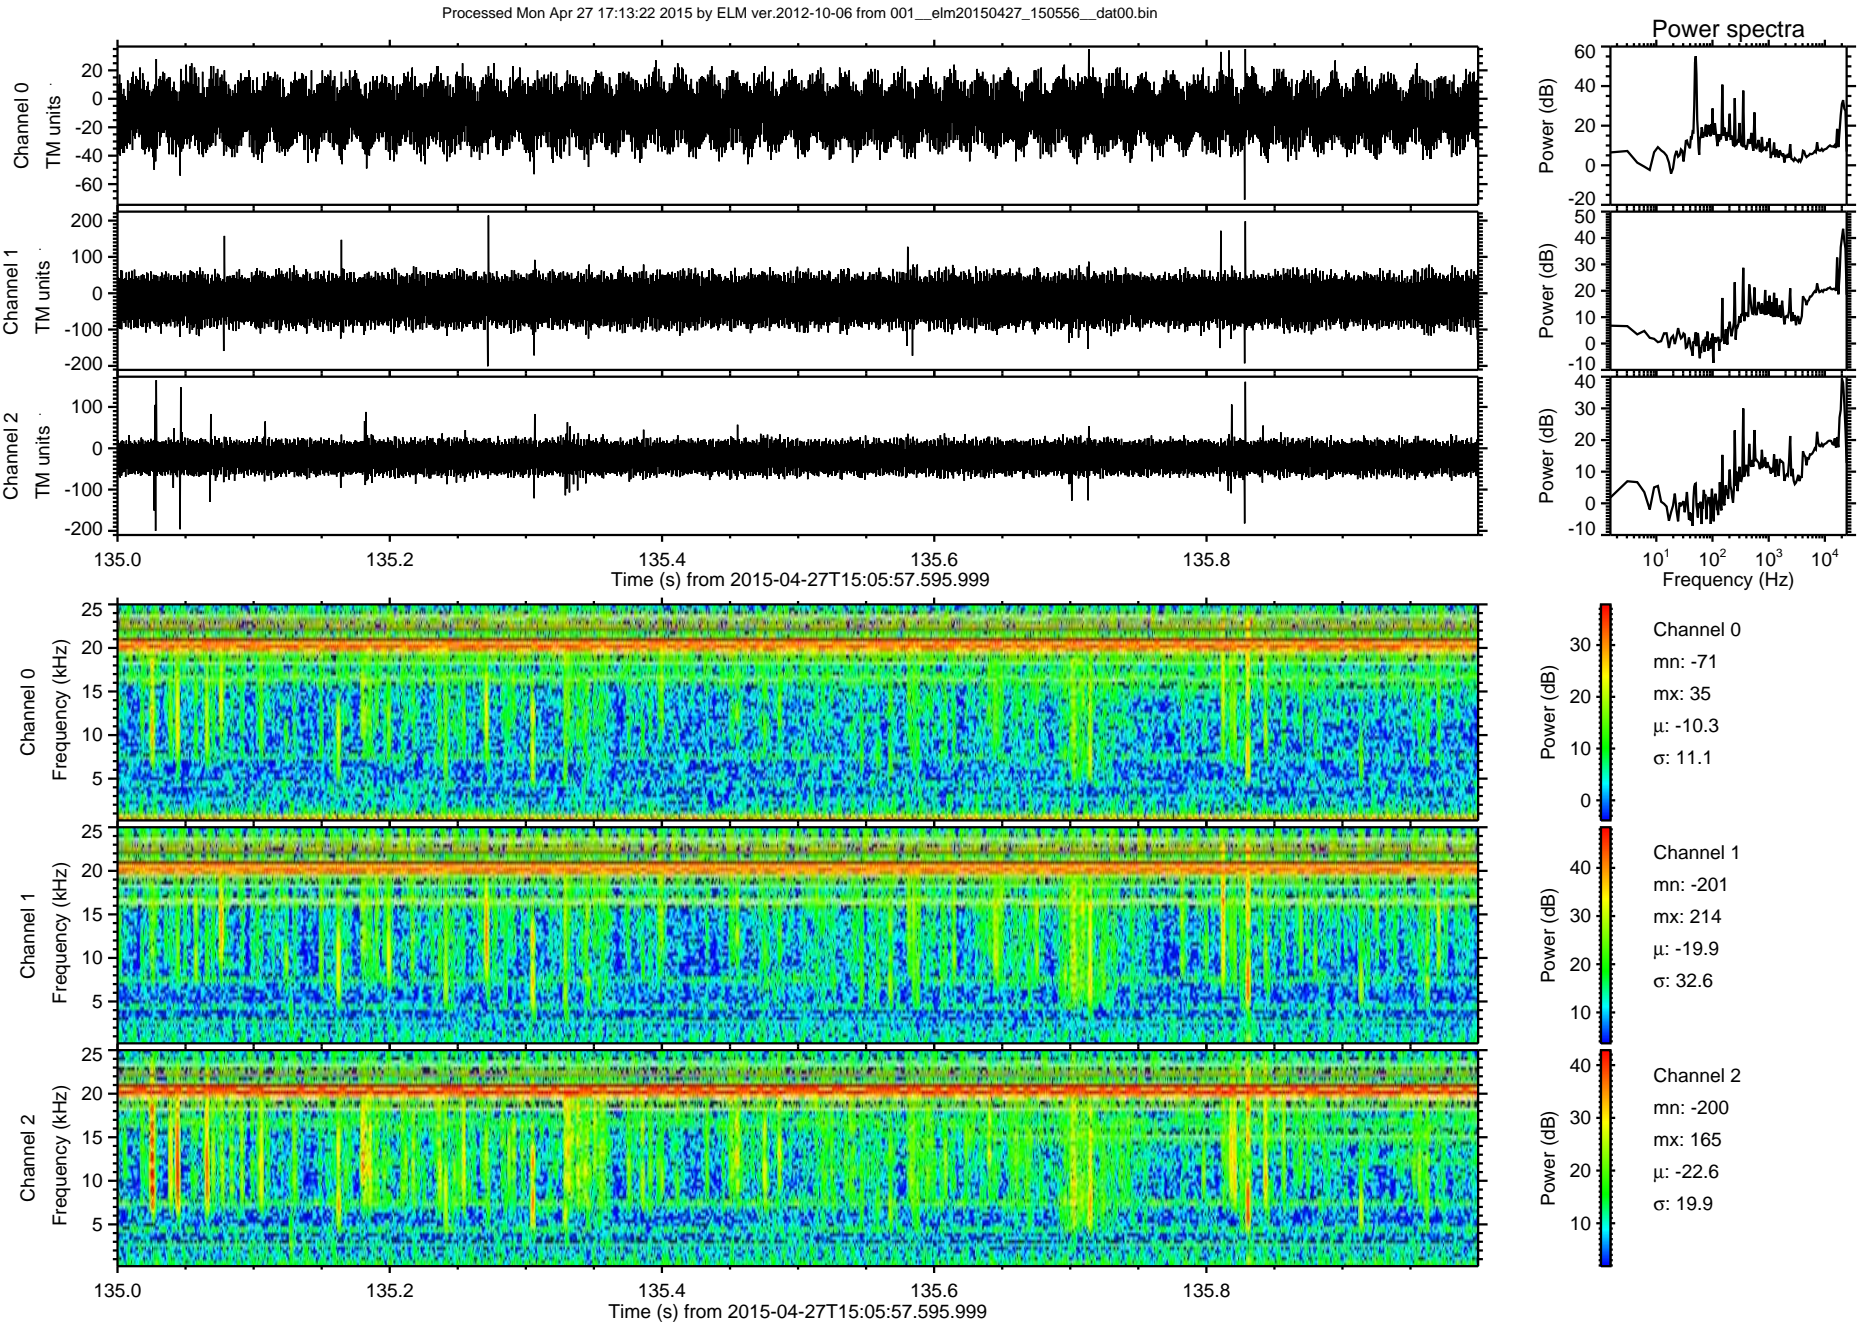 Processed Mon Apr 27 17:13:22 2015 by ELM ver.2012-10-06 from 001__elm20150427_150556__dat00.bin
Power spectra
Channel 0
TM units
20
0
-20
-40
-60
Power (dB)
60
40
20
0
-20
Channel 1
TM units
200
100
0
-100
-200
Power (dB)
50
40
30
20
10
0
-10
Channel 2
TM units
100
0
-100
-200
Power (dB)
40
30
20
10
0
-10
135.0
135.2
135.4
135.6
135.8
Time (s) from 2015-04-27T15:05:57.595.999
10^1
10^2
10^3
10^4
Frequency (Hz)
Channel 0
Frequency (kHz)
25
20
15
10
5
Power (dB)
30
20
10
0
Channel 0
mn: -71
mx: 35
μ: -10.3
σ: 11.1
Channel 1
Frequency (kHz)
25
20
15
10
5
Power (dB)
40
30
20
10
Channel 1
mn: -201
mx: 214
μ: -19.9
σ: 32.6
Channel 2
Frequency (kHz)
25
20
15
10
5
Power (dB)
40
30
20
10
Channel 2
mn: -200
mx: 165
μ: -22.6
σ: 19.9
135.0
135.2
135.4
135.6
135.8
Time (s) from 2015-04-27T15:05:57.595.999